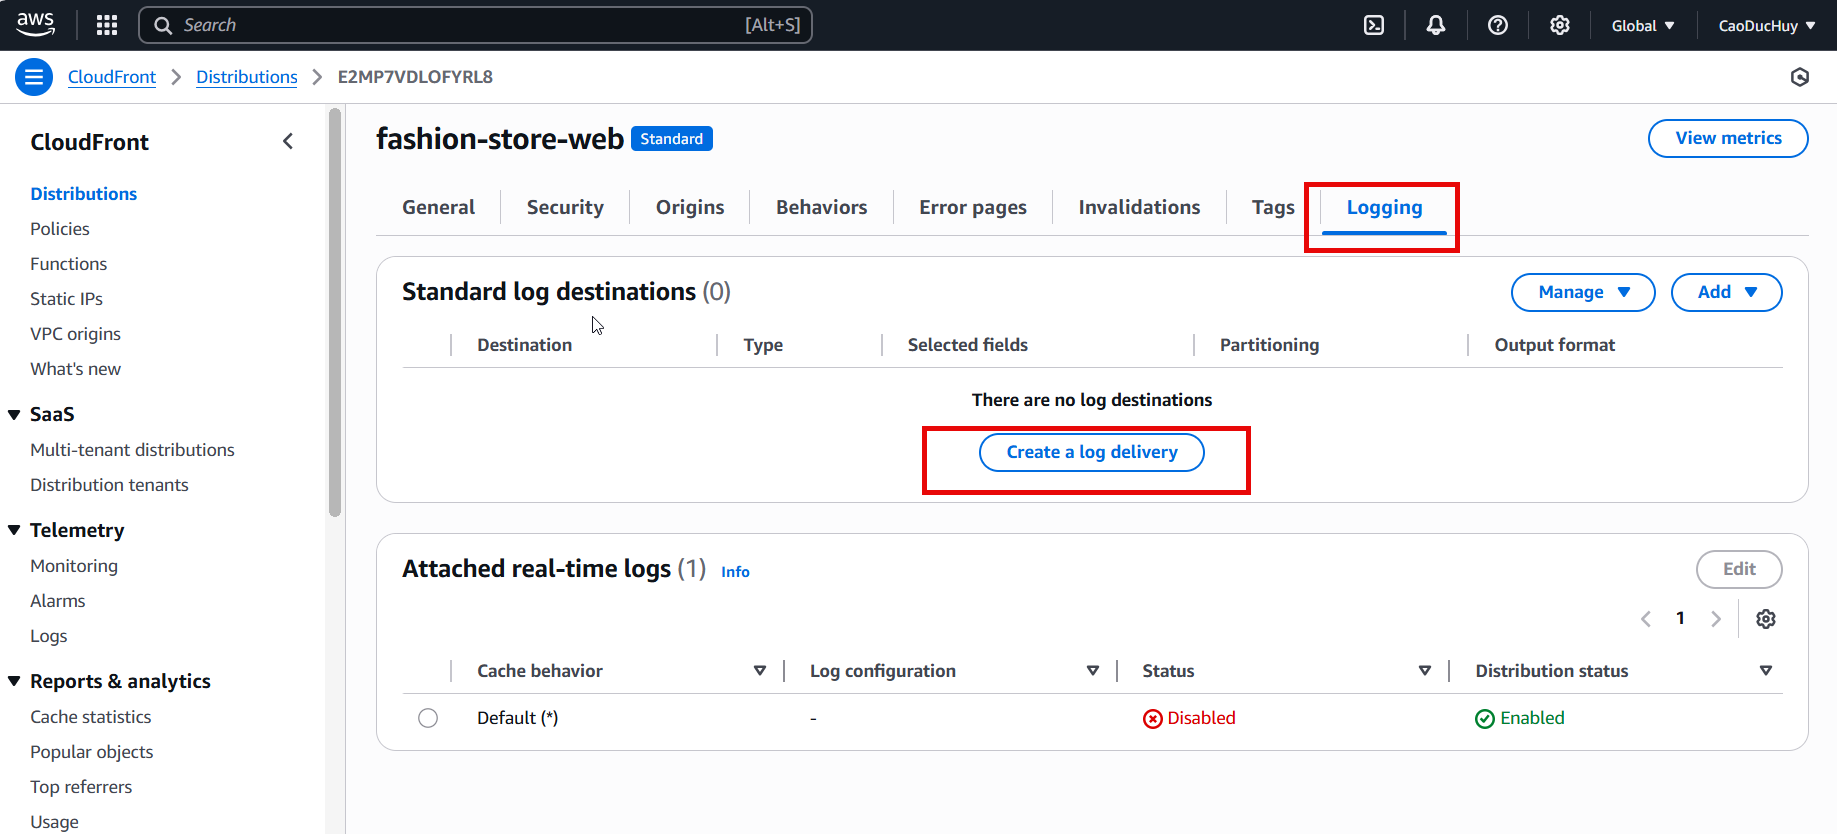 aws
Search [Alt+S]
Global CaoDucHuy
CloudFront Distributions E2MP7VDLOFYRL8
CloudFront
Distributions
Policies
Functions
Static IPs
VPC origins
What's new
SaaS
Multi-tenant distributions
Distribution tenants
Telemetry
Monitoring
Alarms
Logs
Reports & analytics
Cache statistics
Popular objects
Top referrers
Usage
fashion-store-web Standard
View metrics
General Security Origins Behaviors Error pages Invalidations Tags Logging
Standard log destinations (0)
Manage Add
Destination Type Selected fields Partitioning Output format
There are no log destinations
Create a log delivery
Attached real-time logs (1) Info
Edit
1
Cache behavior Log configuration Status Distribution status
Default (*) - Disabled Enabled